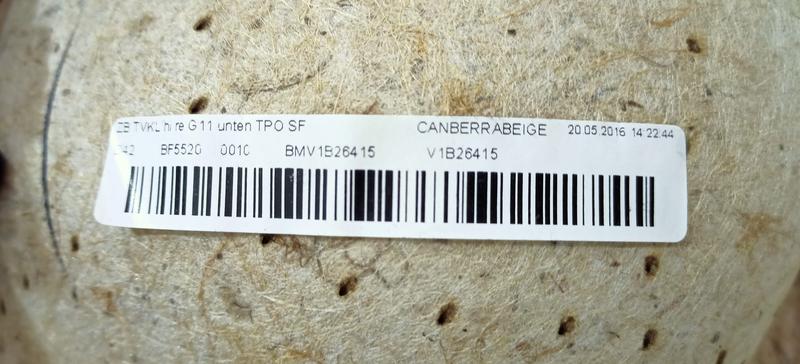 ZB TVKL hi re G11 unten TPO SF CANBERRABEIGE 20.05.2016 14:22:44
942 BF5520 0010 BMV1B26415 V1B26415